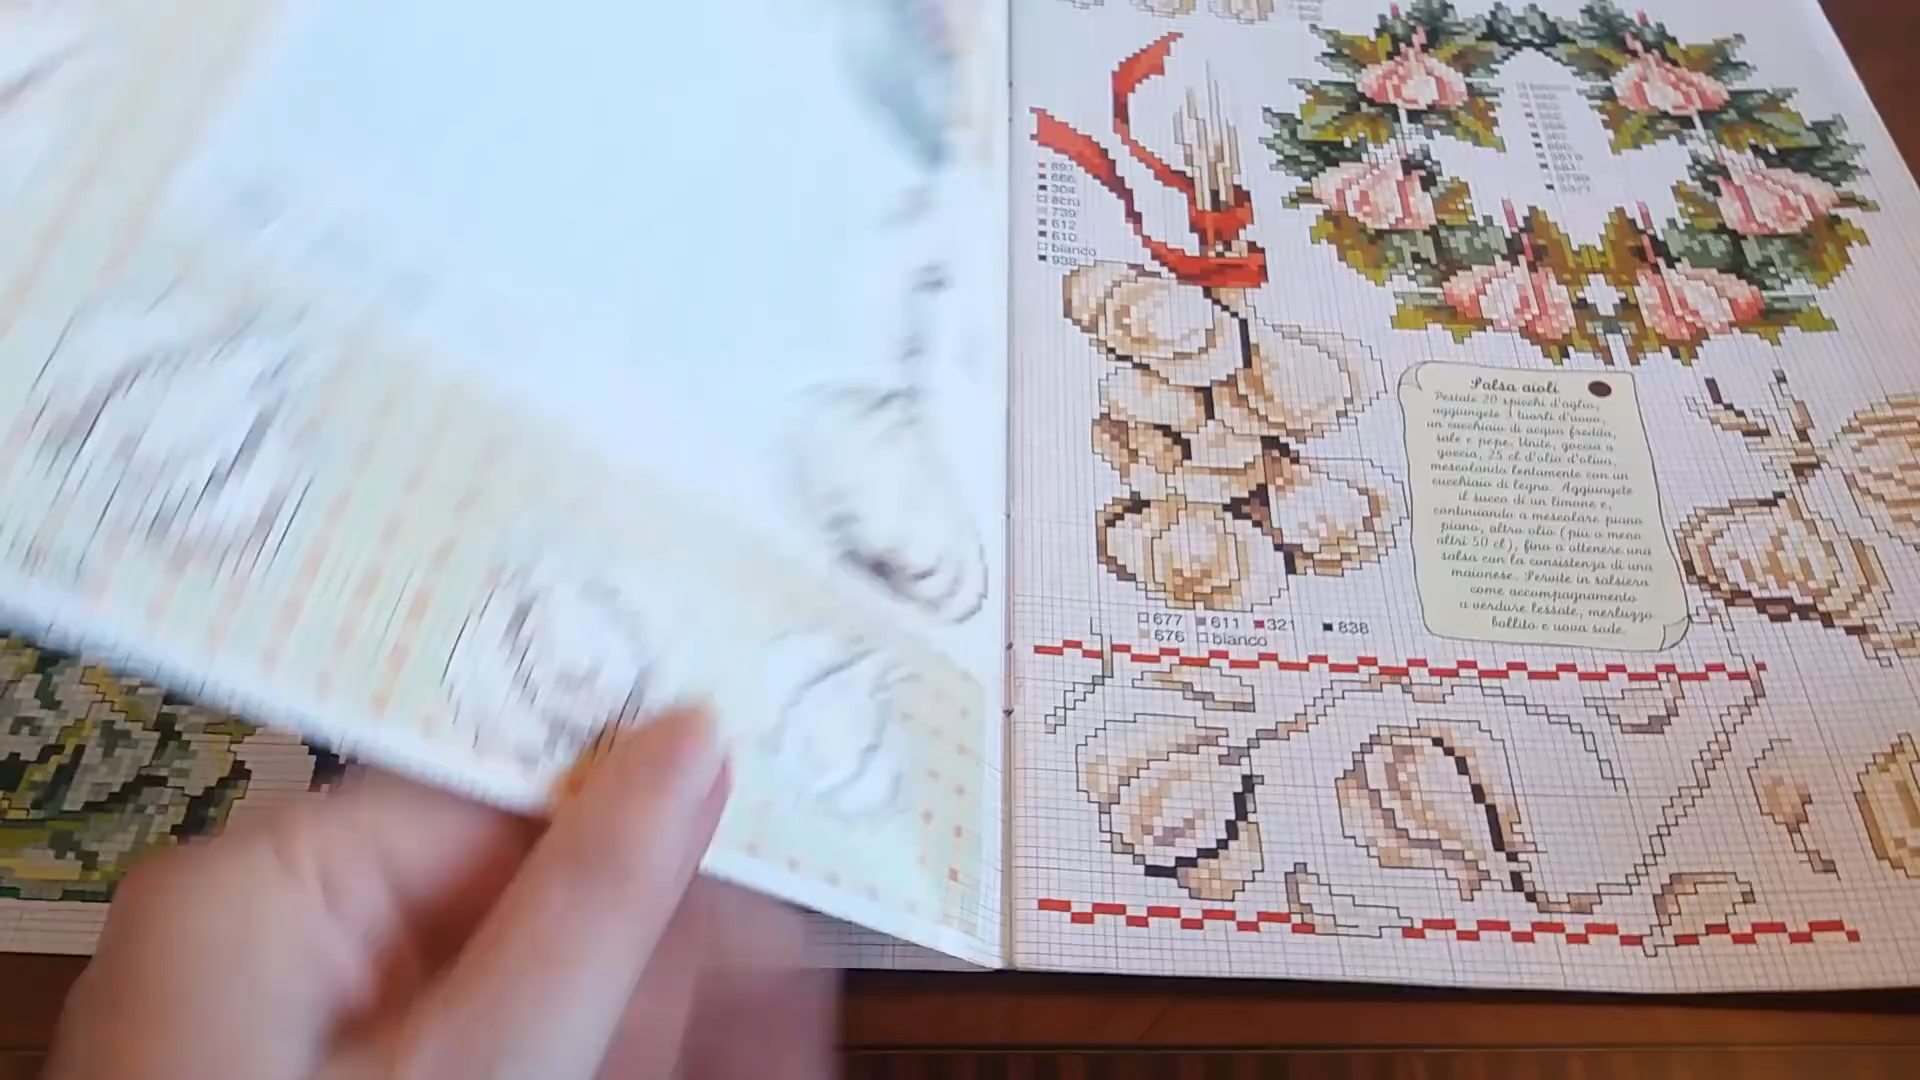 666
304
ecru
739
612
610
bianco
938
Salsa aioli
Pestate 20 spicchi d'aglio,
aggiungete 3 tuorli d'uovo,
un cucchiaio di acqua fredda,
sale e pepe. Unite, goccia a
goccia, 25 cl d'olio d'oliva,
mescolando lentamente con un
cucchiaio di legno. Aggiungete
il succo di un limone e,
continuando a mescolare piano
piano, altro olio (più o meno
altri 50 cl), fino a ottenere una
salsa con la consistenza di una
maionese. Servite in salsiera
come accompagnamento
a verdure lessate, merluzzo
bollito e uova sode.
677 611 321 838
676 bianco